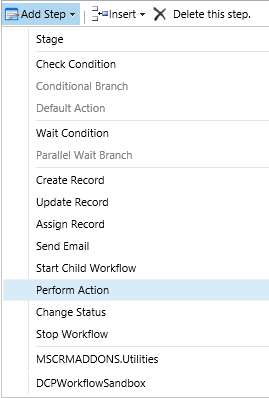 Add Step Insert Delete this step.
Stage
Check Condition
Conditional Branch
Default Action
Wait Condition
Parallel Wait Branch
Create Record
Update Record
Assign Record
Send Email
Start Child Workflow
Perform Action
Change Status
Stop Workflow
MSCRMADDONS.Utilities
DCPWorkflowSandbox